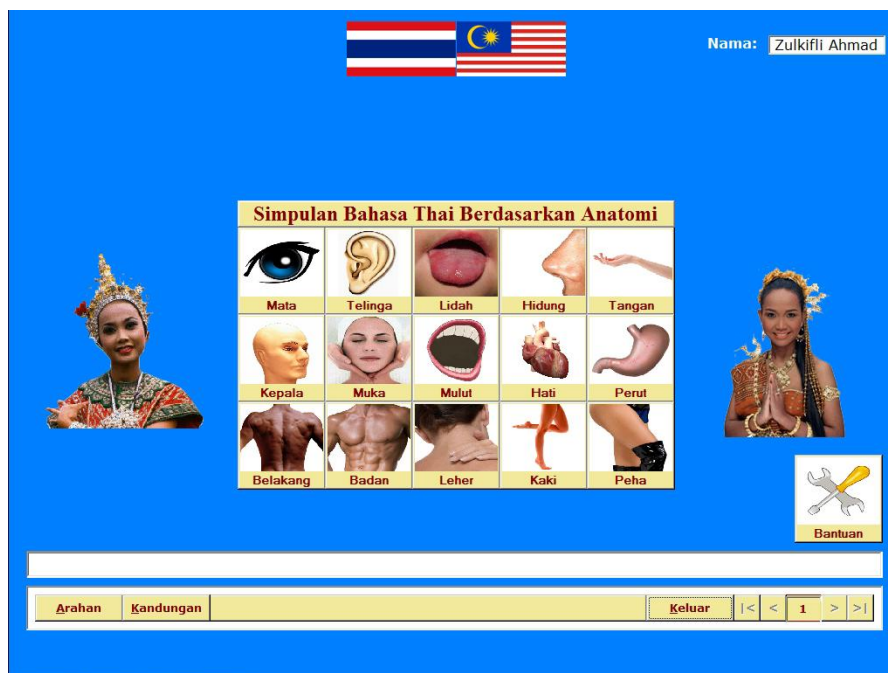 Nama: Zulkifli Ahmad
Simpulan Bahasa Thai Berdasarkan Anatomi
Mata Telinga Lidah Hidung Tangan
Kepala Muka Mulut Hati Perut
Belakang Badan Leher Kaki Peha
Bantuan
Arahan Kandungan Keluar |< < 1 > >|